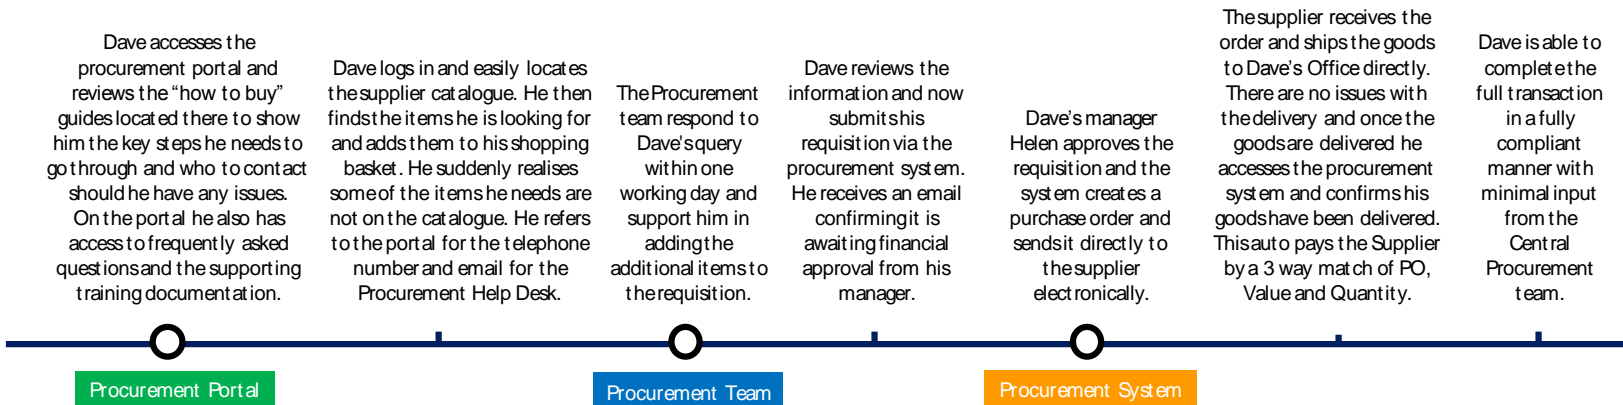 Dave accesses the
procurement portal and
reviews the “how to buy”
guides located there to show
him the key steps he needs to
go through and who to contact
should he have any issues.
On the portal he also has
access to frequently asked
questions and the supporting
training documentation.
Dave logs in and easily locates
the supplier catalogue. He then
finds the items he is looking for
and adds them to his shopping
basket. He suddenly realises
some of the items he needs are
not on the catalogue. He refers
to the portal for the telephone
number and email for the
Procurement Help Desk.
The Procurement
team respond to
Dave's query
within one
working day and
support him in
adding the
additional items to
the requisition.
Dave reviews the
information and now
submits his
requisition via the
procurement system.
He receives an email
confirming it is
awaiting financial
approval from his
manager.
Dave's manager
Helen approves the
requisition and the
system creates a
purchase order and
sends it directly to
the supplier
electronically.
The supplier receives the
order and ships the goods
to Dave's Office directly.
There are no issues with
the delivery and once the
goods are delivered he
accesses the procurement
system and confirms his
goods have been delivered.
This auto pays the Supplier
by a 3 way match of PO,
Value and Quantity.
Dave is able to
complete the
full transaction
in a fully
compliant
manner with
minimal input
from the
Central
Procurement
team.
Procurement Portal
Procurement Team
Procurement System